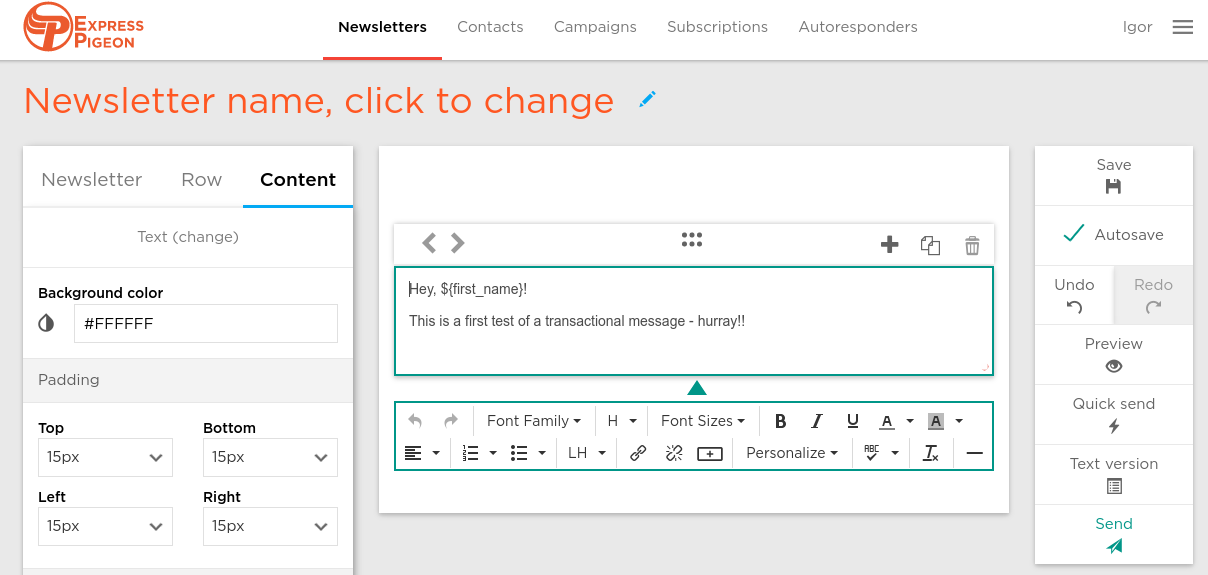 EXPRESS
PIGEON
Newsletters Contacts Campaigns Subscriptions Autoresponders Igor
Newsletter name, click to change
Newsletter Row Content
Text (change)
Background color
#FFFFFF
Padding
Top Bottom
15px 15px
Left Right
15px 15px
Hey, ${first_name}!
This is a first test of a transactional message - hurray!!
Font Family H Font Sizes B I U A A
LH Personalize ABC Tx
Save
Autosave
Undo Redo
Preview
Quick send
Text version
Send